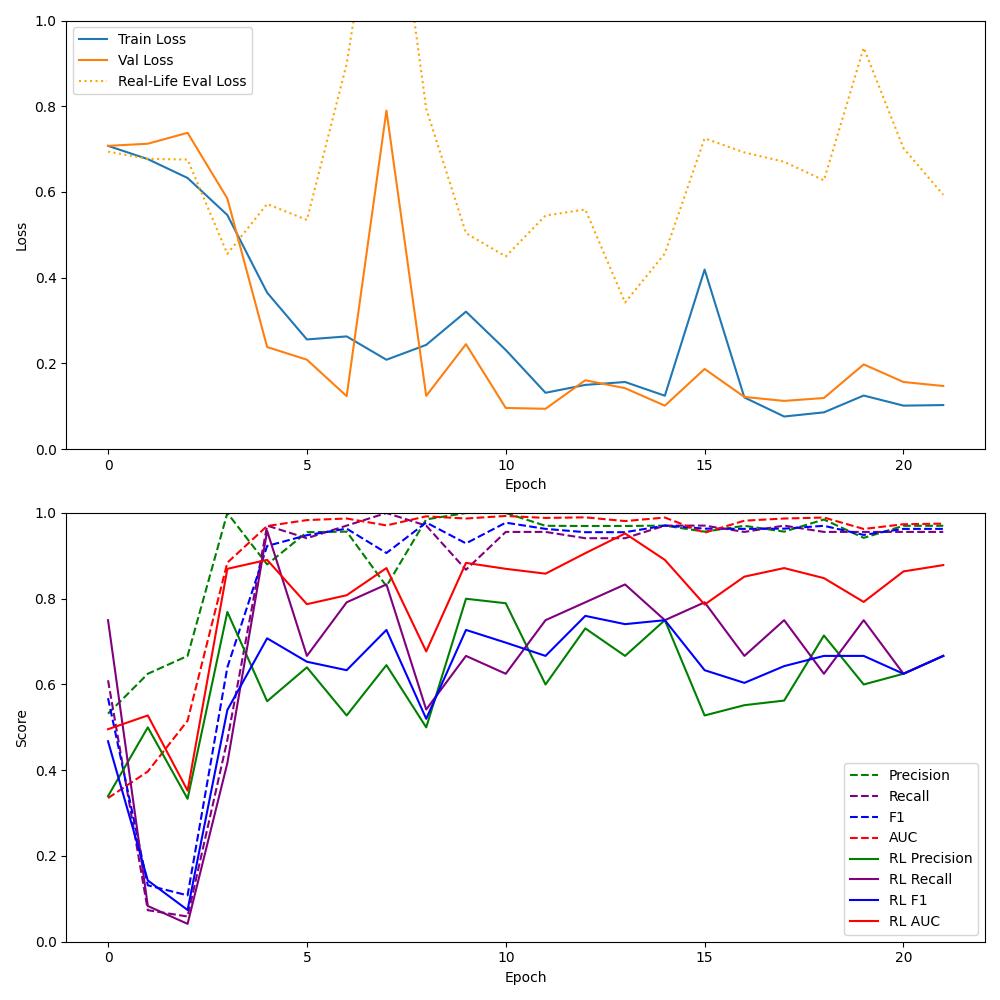 1.0
0.8
0.6
0.4
0.2
0.0
Loss
Train Loss
Val Loss
Real-Life Eval Loss
0 5 10 15 20
Epoch
1.0
0.8
0.6
0.4
0.2
0.0
Score
Precision
Recall
F1
AUC
RL Precision
RL Recall
RL F1
RL AUC
0 5 10 15 20
Epoch